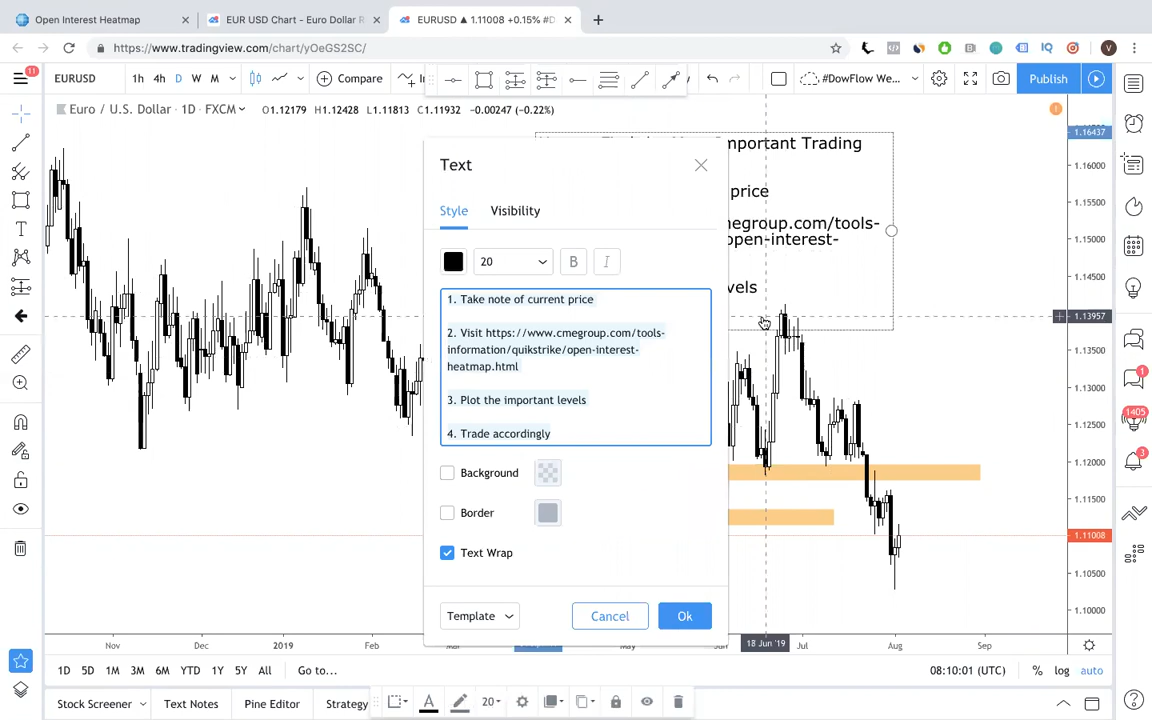 Open Interest Heatmap
EUR USD Chart - Euro Dollar R
EURUSD ▲ 1.11008 +0.15% #D
https://www.tradingview.com/chart/yOeGS2SC/
IQ
V
11
EURUSD
1h 4h D W M
Compare
#DowFlow We...
Publish
Euro / U.S. Dollar · 1D · FXCM
O1.12179 H1.12428 L1.11813 C1.11932 -0.00247 (-0.22%)
1.16437
1.16000
1.15500
1.15000
1.14500
1.13957
1.13500
1.13000
1.12500
1.12000
1.11500
1.11008
1.10500
1.10000
mportant Trading
price
negroup.com/tools-
open-interest-
vels
Text
Style
Visibility
20
B
I
1. Take note of current price
2. Visit https://www.cmegroup.com/tools-
information/quikstrike/open-interest-
heatmap.html
3. Plot the important levels
4. Trade accordingly
Background
Border
Text Wrap
Template
Cancel
Ok
1
1405
3
Nov
Dec
2019
Feb
May
18 Jun '19
Jul
Aug
Sep
1D 5D 1M 3M 6M YTD 1Y 5Y All Go to...
08:10:01 (UTC)
% log auto
Stock Screener
Text Notes
Pine Editor
Strategy
A
20